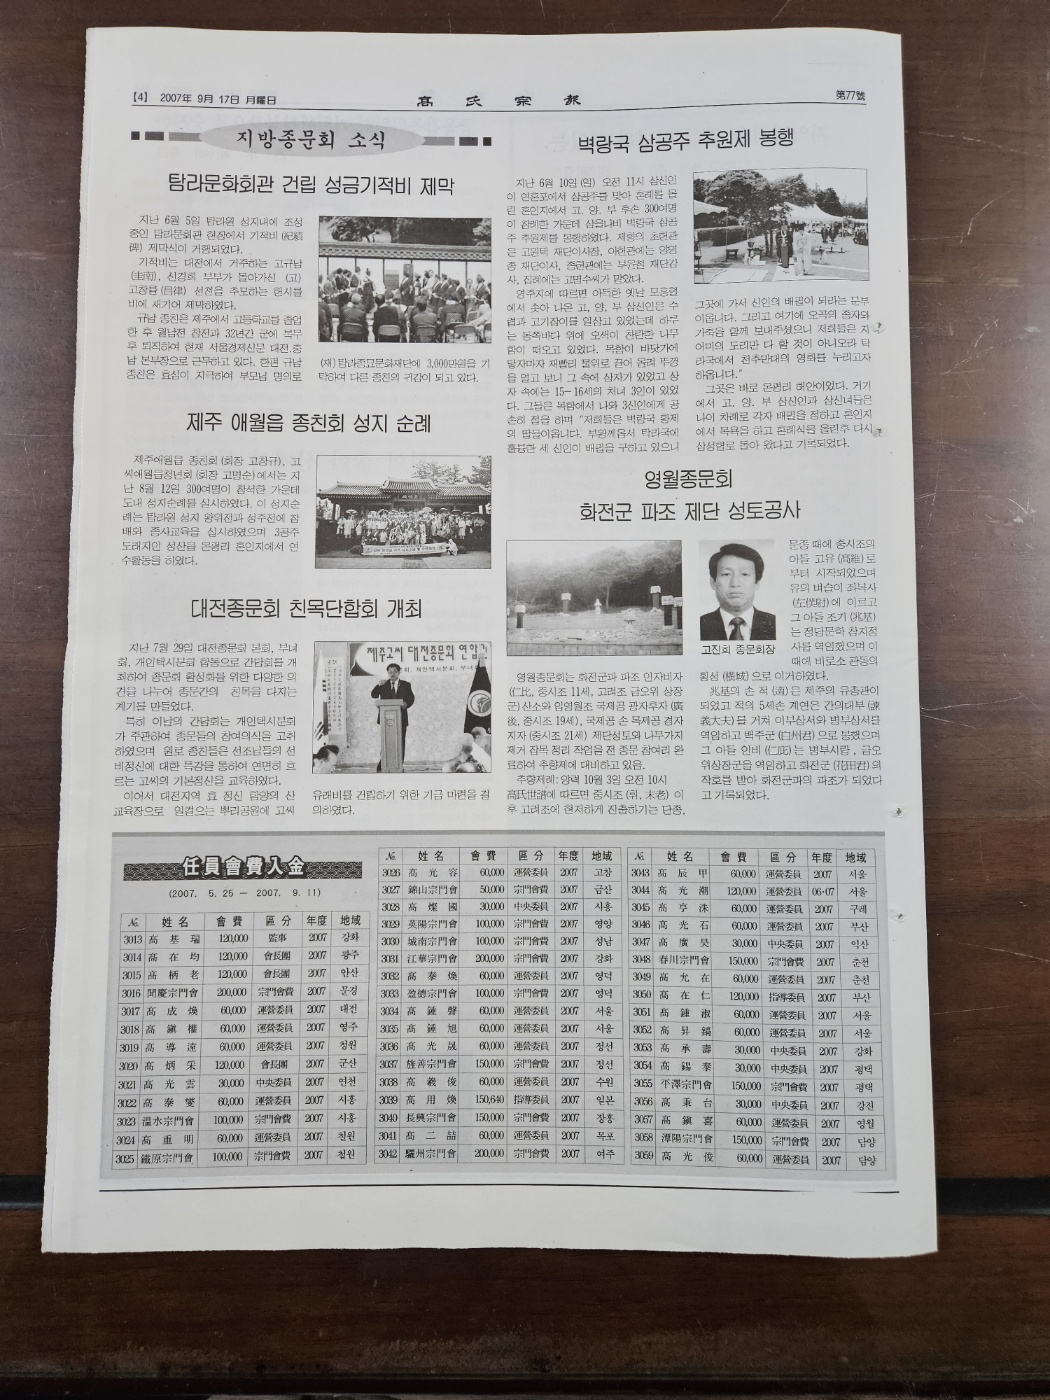 【4】 2007年 9月 17日 月曜日
高 氏 宗 報
第77號
지방종문회 소식
탐라문화회관 건립 성금기적비 제막
지난 6월 5일 탐라원 성지내에 조성
중인 탐라문화회관 현장에서 기적비(紀蹟
碑) 제막식이 거행되었다.
기적비는 대전에서 거주하는 고규남
(圭南), 신경희 부부가 돌아가신 (고)
고창률(昌律) 선친을 추모하는 헌시를
비에 새기어 제막하였다.
규남 종친은 제주에서 고등학교를 졸업
한 후 월남전 참전과 32년간 군에 복무
후 퇴직하여 현재 서울경제신문 대전.충
남 본부장으로 근무하고 있다. 한편 규남
종친은 효심이 지극하여 부모님 명의로
(재)탐라종묘문화재단에 3,000만원을 기
탁하여 다른 종친의 귀감이 되고 있다.
제주 애월읍 종친회 성지 순례
제주애월읍 종친회 (회장 고창규), 고
씨애월읍청년회 (회장 고명순)에서는 지
난 8월 12일 300여명이 참석한 가운데
도내 성지순례를 실시하였다. 이 성지순
례는 탐라원 성지 왕위전과 성주전에 참
배와 종사교육을 실시하였으며 3공주
도래지인 성산읍 온평리 혼인지에서 연
수활동을 하였다.
대전종문회 친목단합회 개최
지난 7월 29일 대전종문회 본회, 부녀
회, 개인택시분회 합동으로 간담회를 개
최하여 종문회 활성화를 위한 다양한 의
견을 나누어 종문간의 친목을 다지는
계기를 만들었다.
특히 이날의 간담회는 개인택시분회
가 주관하여 종문들의 참여의식을 고취
하였으며 원로 종친들은 선조님들의 선
비정신에 대한 특강을 통하여 면면히 흐
르는 고씨의 기본정신을 교육하였다.
이어서 대전지역 효 정신 함양의 산
교육장으로 일컬으는 뿌리공원에 고씨
제주고씨 대전종문회 연합
유래비를 건립하기 위한 기금 마련을 결
의하였다.
벽랑국 삼공주 추원제 봉행
지난 6월 10일(일) 오전 11시 삼신인
이 연혼포에서 삼공주를 맞아 혼례를 올
린 혼인지에서 고, 양, 부 후손 300여명
이 참례한 가운데 삼을나비 벽랑국 삼공
주 추원제를 봉행하였다. 제향의 초헌관
은 고원택 재단이사장, 아헌관에는 양영
종 재단이사, 종헌관에는 부유진 재단감
사, 집례에는 고명수씨가 맡았다.
영주지에 따르면 아득한 옛날 모흥혈
에서 솟아 나온 고, 양, 부 삼신인은 수
렵과 고기잡이를 일삼고 있었는데 하루
는 동쪽바다 위에 오색이 찬란한 나무
함이 떠오고 있었다. 목함이 바닷가에
당자마자 재빨리 물위로 끌어 올려 뚜껑
을 열고 보니 그 속에 상자가 있었고 상
자 속에는 15-16세의 처녀 3인이 있었
다. 그들은 목함에서 나와 3신인에게 공
손히 절을 하며 "저희들은 벽랑국 황제
의 딸들이옵니다. 부왕께옵서 탁라국에
훌륭한 세 신인이 배필을 구하고 있으니
그곳에 가서 신인의 배필이 되라는 분부
이옵니다. 그리고 여기에 오곡의 종자와
가축을 함께 보내주셨으니 저희들은 지
어미의 도리만 다 할 것이 아니오라 탁
라국에서 천추만대의 영화를 누리고자
하옵니다."
그곳은 바로 온평리 해안이었다. 거기
에서 고, 양, 부 삼신인과 삼신녀들은
나이 차례로 각자 배필을 정하고 혼인지
에서 목욕을 하고 혼례식을 올린후 다시
삼성혈로 돌아 왔다고 기록되었다.
영월종문회
화전군 파조 제단 성토공사
고진희 종문회장
영월종문회는 화전군과 파조 인자비자
(仁比, 중시조 11세, 고려조 금오위 상장
군) 산소와 입영월조 국제공 광자후자(廣
後, 중시조 19세), 국제공 손 목제공 경자
지자 (중시조 21세) 제단성토와 나무가지
제거 잡목 정리 작업을 전 종문 참여리 완
료하여 추향제에 대비하고 있음.
추향제례: 양력 10월 3일 오전 10시
高氏世譜에 따르면 중시조 (휘, 末老) 이
후 고려조에 현저하게 진출하기는 단종,
문종 때에 중시조의
아들 고유 (高維)로
부터 시작되었으며
유의 벼슬이 좌복사
(左僕射)에 이르고
그 아들 조기 (兆基)
는 정당문학 참지정
사를 역임했으며 이
때에 비로소 관동의
횡성 (橫城)으로 이거하였다.
兆基의 손 적(適)은 제주의 유총관이
되었고 적의 5세손 계연은 간의대부 (諫
義大夫)를 거쳐 이부상서와 병부상서를
역임하고 백주군(白州君)으로 봉했으며
그 아들 인비 (仁庇)는 병부시랑, 금오
위상장군을 역임하고 화전군 (花田君)의
작호를 받아 화전군파의 파조가 되었다
고 기록되었다.
任員會費入金
(2007. 5.25 — 2007. 9.11)
№ 姓名 會費 區分 年度 地域
3013 高基瑞 120,000 監事 2007 강화
3014 高在均 120,000 會長團 2007 광주
3015 高柄老 120,000 會長團 2007 안산
3016 聞慶宗門會 200,000 宗門會費 2007 문경
3017 高成煥 60,000 運營委員 2007 대전
3018 高鎭權 60,000 運營委員 2007 영주
3019 高導遠 60,000 運營委員 2007 철원
3020 高炳采 120,000 會長團 2007 군산
3021 高光雲 30,000 中央委員 2007 인천
3022 高泰燮 60,000 運營委員 2007 시흥
3023 溫水宗門會 100,000 宗門會費 2007 시흥
3024 高重明 60,000 運營委員 2007 철원
3025 鐵原宗門會 100,000 宗門會費 2007 철원
№ 姓名 會費 區分 年度 地域
3026 高光容 60,000 運營委員 2007 고창
3027 錦山宗門會 50,000 宗門會費 2007 금산
3028 高燦國 30,000 中央委員 2007 시흥
3029 英陽宗門會 100,000 宗門會費 2007 영양
3030 城南宗門會 100,000 宗門會費 2007 성남
3031 江華宗門會 200,000 宗門會費 2007 강화
3032 高泰煥 60,000 運營委員 2007 영덕
3033 盈德宗門會 100,000 宗門會費 2007 영덕
3034 高鍾聲 60,000 運營委員 2007 서울
3035 高鍾旭 60,000 運營委員 2007 서울
3036 高光晟 60,000 運營委員 2007 정선
3037 旌善宗門會 150,000 宗門會費 2007 정선
3038 高羲俊 60,000 運營委員 2007 수원
3039 高用煥 150,640 指導委員 2007 일본
3040 長興宗門會 150,000 宗門會費 2007 장흥
3041 高二喆 60,000 運營委員 2007 목포
3042 驪州宗門會 200,000 宗門會費 2007 여주
№ 姓名 會費 區分 年度 地域
3043 高辰甲 60,000 運營委員 2007 서울
3044 高光潮 120,000 運營委員 06-07 서울
3045 高亨洙 60,000 運營委員 2007 구례
3046 高光石 60,000 運營委員 2007 부산
3047 高廣昊 30,000 中央委員 2007 익산
3048 春川宗門會 150,000 宗門會費 2007 춘천
3049 高光在 60,000 運營委員 2007 춘천
3050 高在仁 120,000 指導委員 2007 부산
3051 高鍾淑 60,000 運營委員 2007 서울
3052 高昇鎬 60,000 運營委員 2007 서울
3053 高承壽 30,000 中央委員 2007 강화
3054 高錫泰 30,000 中央委員 2007 평택
3055 平澤宗門會 150,000 宗門會費 2007 평택
3056 高秉台 30,000 中央委員 2007 강진
3057 高鎭喜 60,000 運營委員 2007 영월
3058 潭陽宗門會 150,000 宗門會費 2007 담양
3059 高光俊 60,000 運營委員 2007 담양